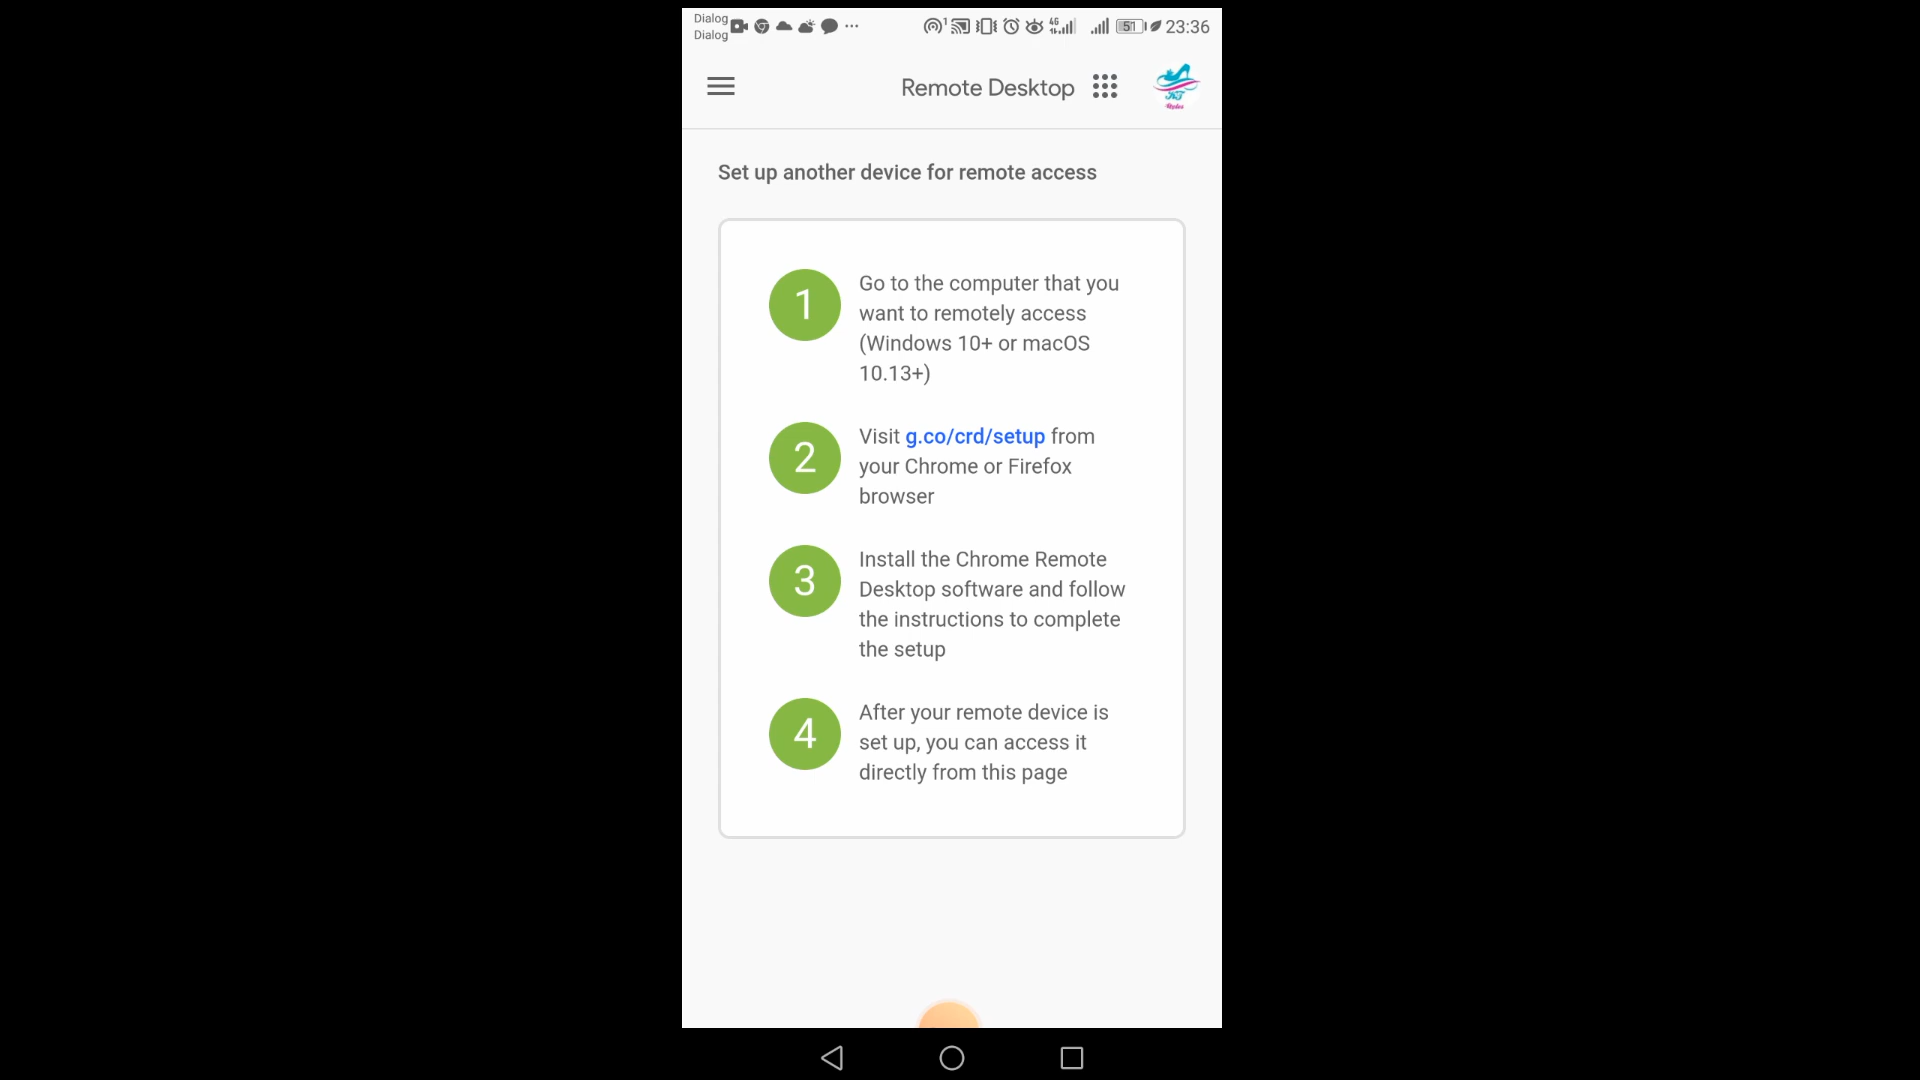 Dialog
Dialog
4G
51
23:36
Remote Desktop
Set up another device for remote access
1
Go to the computer that you
want to remotely access
(Windows 10+ or macOS
10.13+)
2
Visit g.co/crd/setup from
your Chrome or Firefox
browser
3
Install the Chrome Remote
Desktop software and follow
the instructions to complete
the setup
4
After your remote device is
set up, you can access it
directly from this page